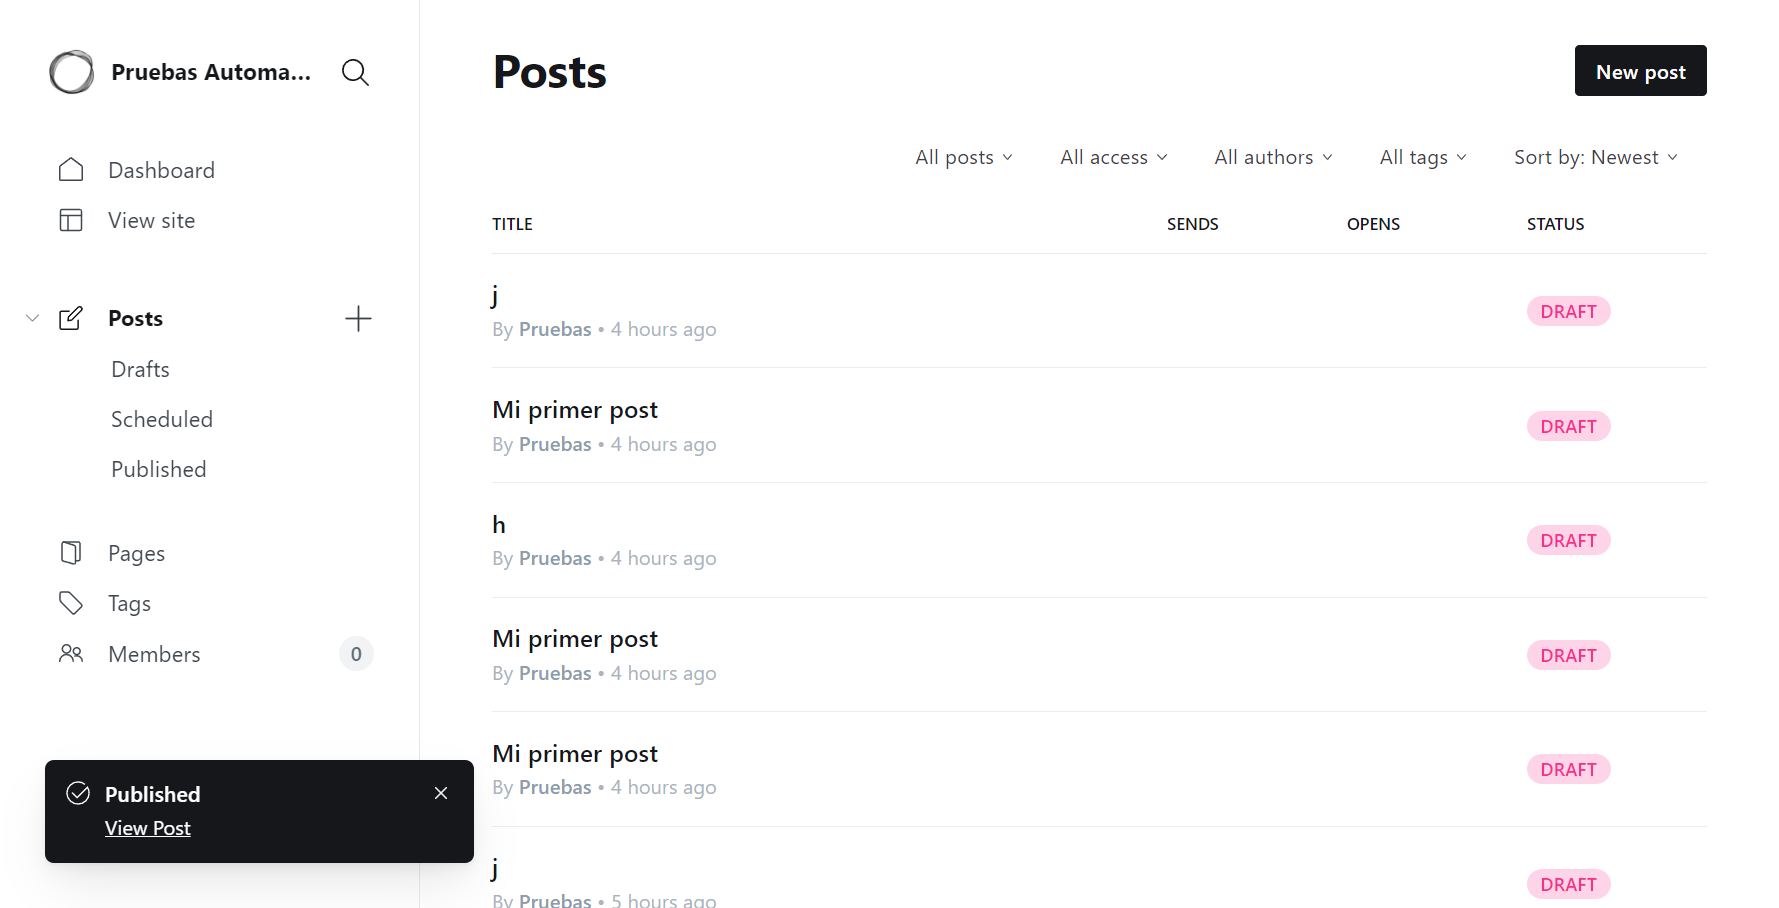 Pruebas Automa...
Dashboard
View site
Posts
Drafts
Scheduled
Published
Pages
Tags
Members 0
Published
View Post
Posts
New post
All posts All access All authors All tags Sort by: Newest
TITLE SENDS OPENS STATUS
j
By Pruebas • 4 hours ago
DRAFT
Mi primer post
By Pruebas • 4 hours ago
DRAFT
h
By Pruebas • 4 hours ago
DRAFT
Mi primer post
By Pruebas • 4 hours ago
DRAFT
Mi primer post
By Pruebas • 4 hours ago
DRAFT
j
By Pruebas • 5 hours ago
DRAFT